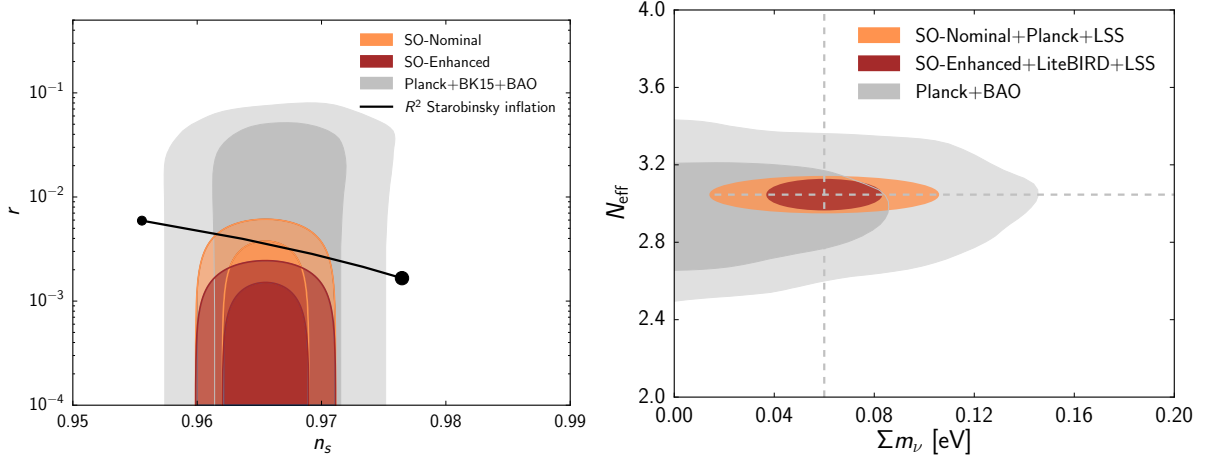 SO-Nominal
SO-Enhanced
Planck+BK15+BAO
R² Starobinsky inflation
10⁻¹
10⁻²
10⁻³
10⁻⁴
r
0.95
0.96
0.97
0.98
0.99
nₛ
SO-Nominal+Planck+LSS
SO-Enhanced+LiteBIRD+LSS
Planck+BAO
4.0
3.6
3.2
2.8
2.4
2.0
N_eff
0.00
0.04
0.08
0.12
0.16
0.20
Σm_ν [eV]